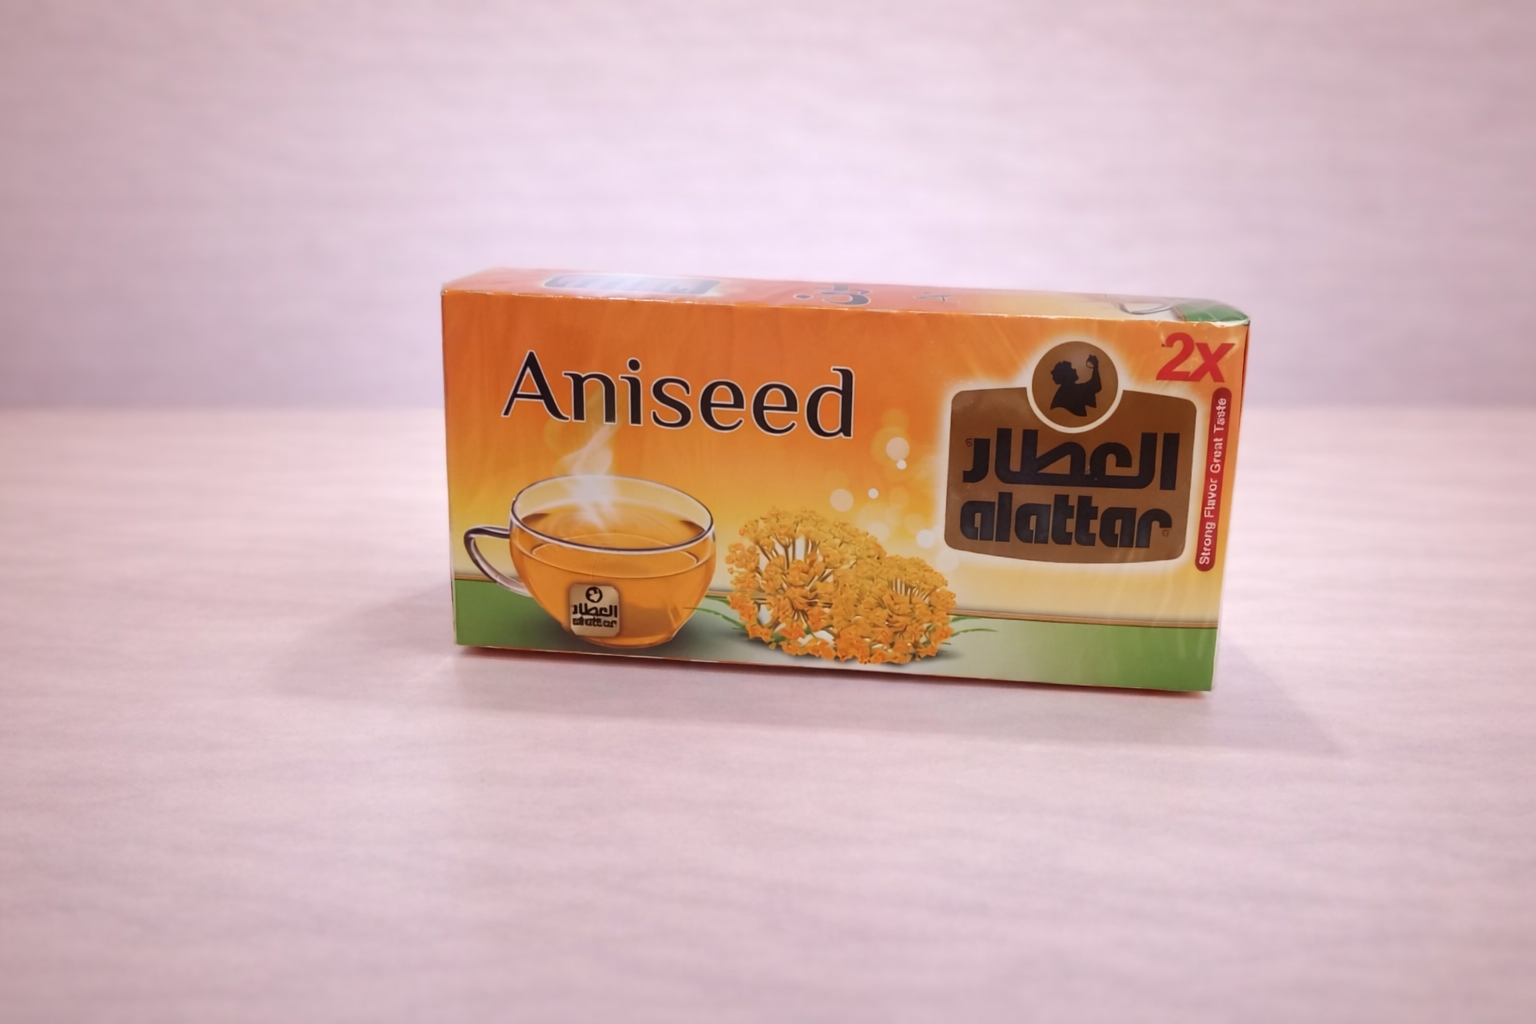 Aniseed
2x
العطار
alattar
Strong Flavor Great Taste
العطار
alattar